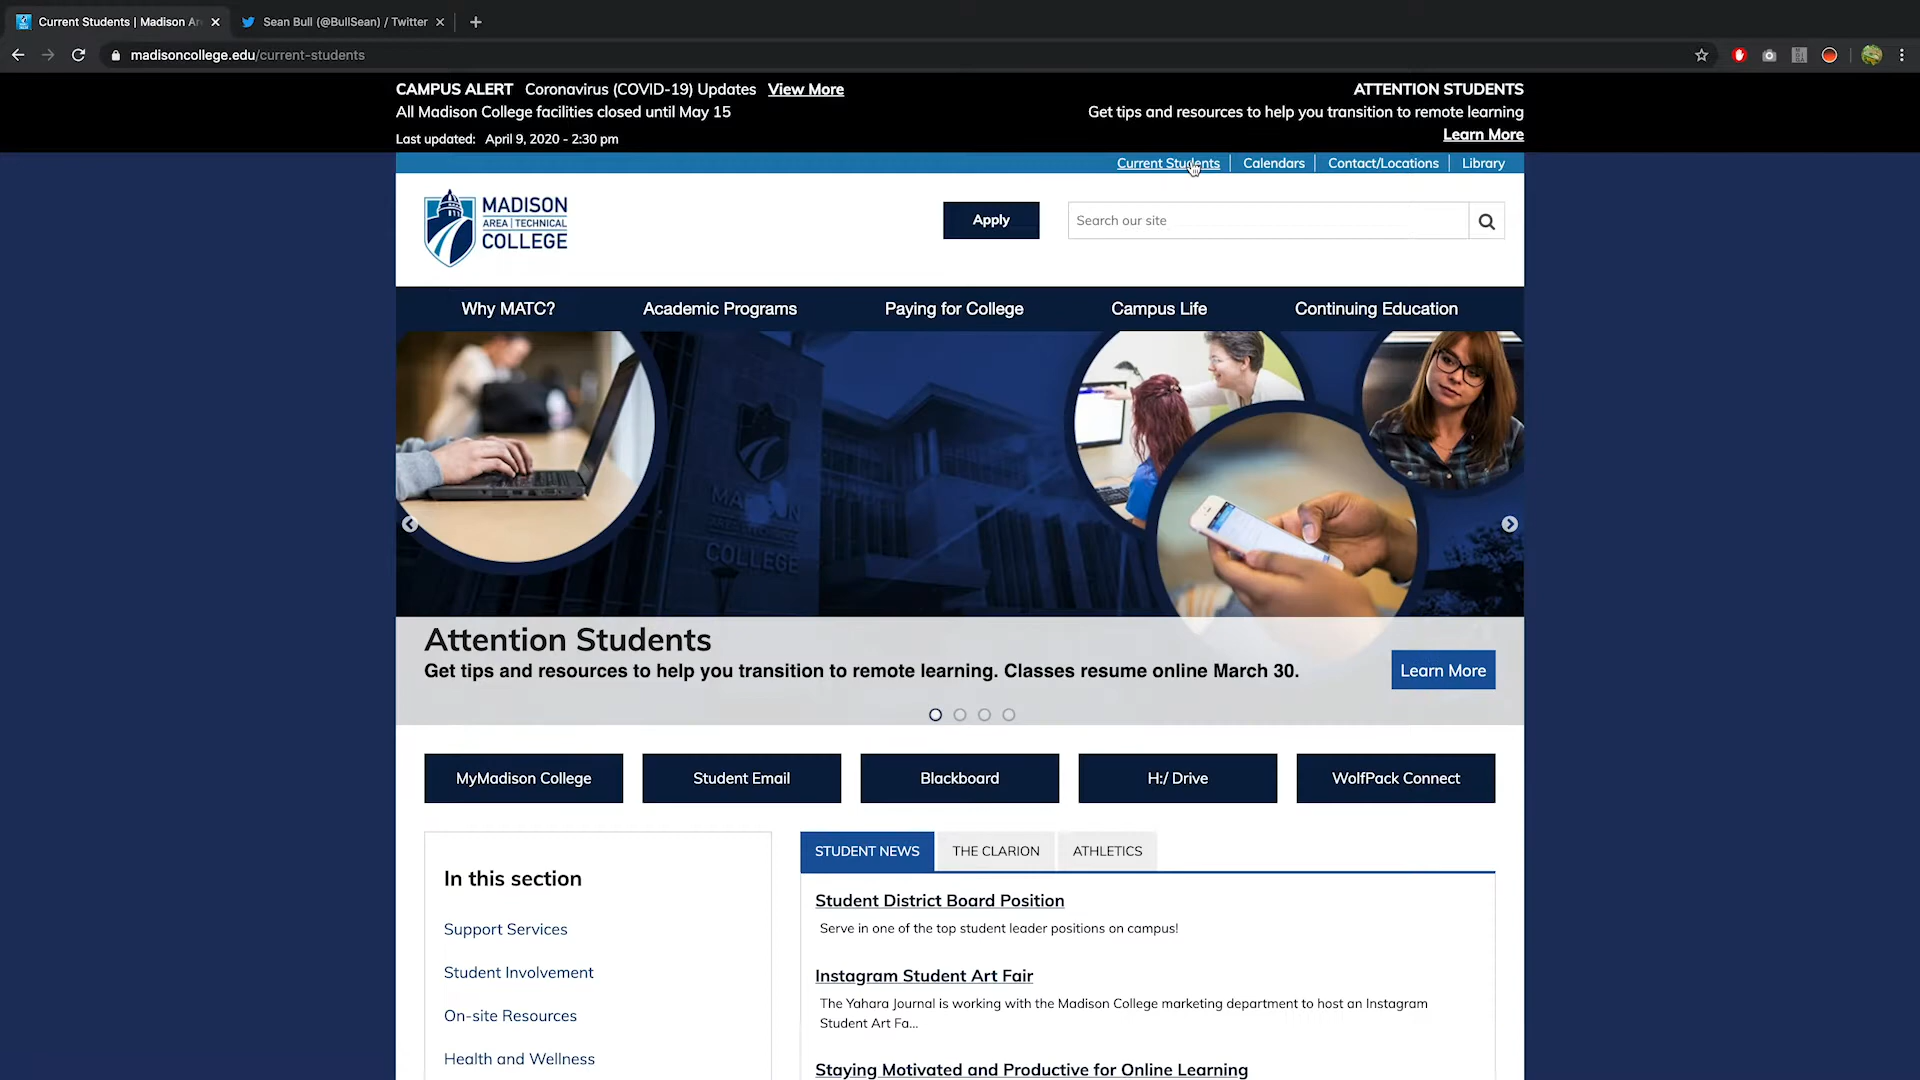 Current Students | Madison Ar
Sean Bull (@BullSean) / Twitter
madisoncollege.edu/current-students
CAMPUS ALERT Coronavirus (COVID-19) Updates View More
All Madison College facilities closed until May 15
Last updated: April 9, 2020 - 2:30 pm
ATTENTION STUDENTS
Get tips and resources to help you transition to remote learning
Learn More
Current Students Calendars Contact/Locations Library
MADISON
AREA | TECHNICAL
COLLEGE
Apply
Search our site
Why MATC? Academic Programs Paying for College Campus Life Continuing Education
COLLEGE
Attention Students
Get tips and resources to help you transition to remote learning. Classes resume online March 30.
Learn More
MyMadison College Student Email Blackboard H:/ Drive WolfPack Connect
In this section
Support Services
Student Involvement
On-site Resources
Health and Wellness
STUDENT NEWS THE CLARION ATHLETICS
Student District Board Position
Serve in one of the top student leader positions on campus!
Instagram Student Art Fair
The Yahara Journal is working with the Madison College marketing department to host an Instagram
Student Art Fa...
Staying Motivated and Productive for Online Learning